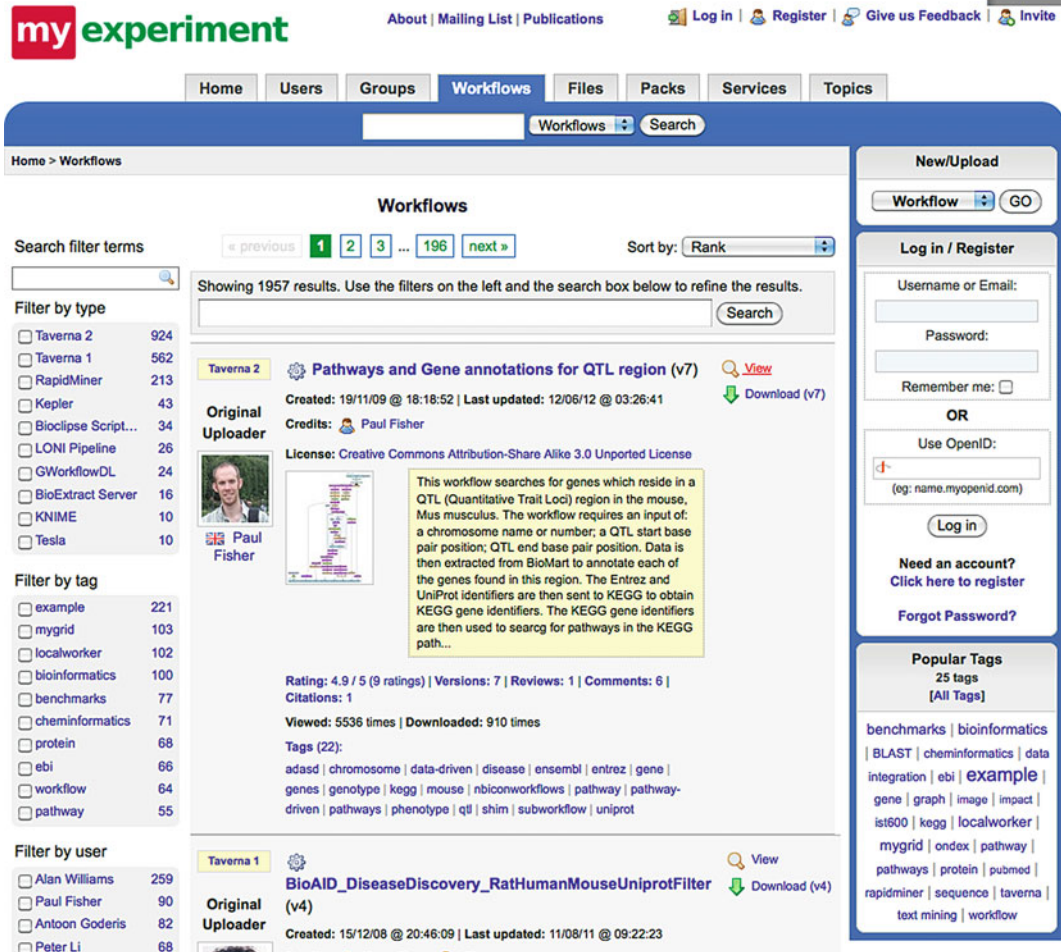 my experiment
About | Mailing List | Publications
Log in | Register | Give us Feedback | Invite
Home Users Groups Workflows Files Packs Services Topics
Workflows Search
Home > Workflows
Workflows
« previous 1 2 3 ... 196 next »
Sort by: Rank
Search filter terms
Filter by type
Taverna 2 924
Taverna 1 562
RapidMiner 213
Kepler 43
Bioclipse Script... 34
LONI Pipeline 26
GWorkflowDL 24
BioExtract Server 16
KNIME 10
Tesla 10
Filter by tag
example 221
mygrid 103
localworker 102
bioinformatics 100
benchmarks 77
cheminformatics 71
protein 68
ebi 66
workflow 64
pathway 55
Filter by user
Alan Williams 259
Paul Fisher 90
Antoon Goderis 82
Peter Li 68
Showing 1957 results. Use the filters on the left and the search box below to refine the results.
Search
Taverna 2
Original
Uploader
Paul
Fisher
Pathways and Gene annotations for QTL region (v7)
View
Download (v7)
Created: 19/11/09 @ 18:18:52 | Last updated: 12/06/12 @ 03:26:41
Credits: Paul Fisher
License: Creative Commons Attribution-Share Alike 3.0 Unported License
This workflow searches for genes which reside in a
QTL (Quantitative Trait Loci) region in the mouse,
Mus musculus. The workflow requires an input of:
a chromosome name or number; a QTL start base
pair position; QTL end base pair position. Data is
then extracted from BioMart to annotate each of
the genes found in this region. The Entrez and
UniProt identifiers are then sent to KEGG to obtain
KEGG gene identifiers. The KEGG gene identifiers
are then used to searcg for pathways in the KEGG
path...
Rating: 4.9 / 5 (9 ratings) | Versions: 7 | Reviews: 1 | Comments: 6 |
Citations: 1
Viewed: 5536 times | Downloaded: 910 times
Tags (22):
adasd | chromosome | data-driven | disease | ensembl | entrez | gene |
genes | genotype | kegg | mouse | nbiconworkflows | pathway | pathway-
driven | pathways | phenotype | qtl | shim | subworkflow | uniprot
Taverna 1
Original
Uploader
BioAID_DiseaseDiscovery_RatHumanMouseUniprotFilter
(v4)
View
Download (v4)
Created: 15/12/08 @ 20:46:09 | Last updated: 11/08/11 @ 09:22:23
New/Upload
Workflow GO
Log in / Register
Username or Email:
Password:
Remember me:
OR
Use OpenID:
(eg: name.myopenid.com)
Log in
Need an account?
Click here to register
Forgot Password?
Popular Tags
25 tags
[All Tags]
benchmarks | bioinformatics
| BLAST | cheminformatics | data
integration | ebi | example |
gene | graph | image | impact |
ist600 | kegg | localworker |
mygrid | ondex | pathway |
pathways | protein | pubmed |
rapidminer | sequence | taverna |
text mining | workflow